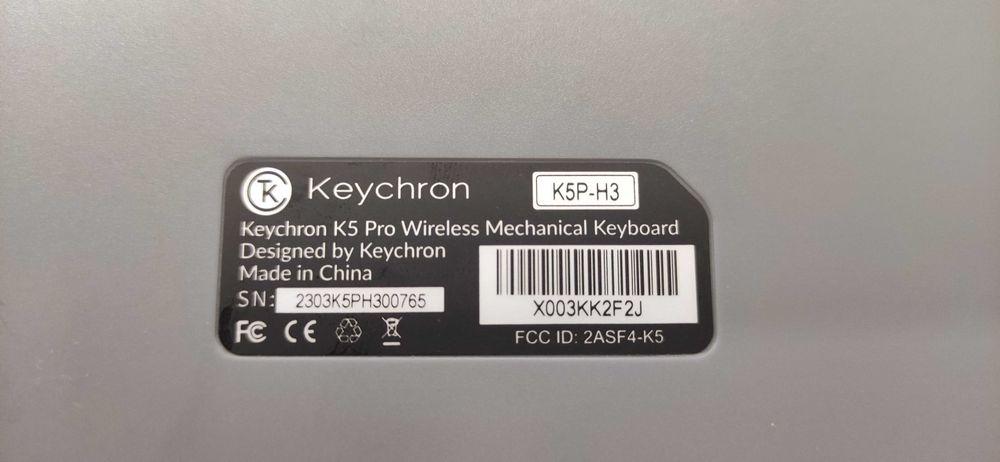 Keychron
K5P-H3
Keychron K5 Pro Wireless Mechanical Keyboard
Designed by Keychron
Made in China
SN: 2303K5PH300765
X003KK2F2J
FCC ID: 2ASF4-K5